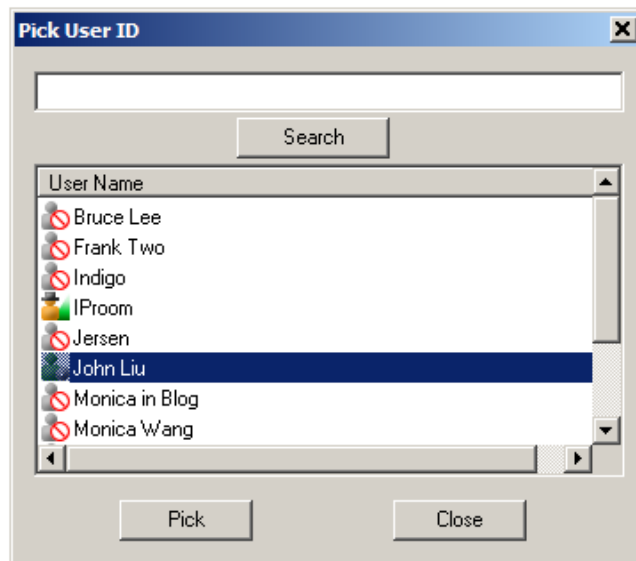 Pick User ID
Search
User Name
Bruce Lee
Frank Two
Indigo
IProom
Jersen
John Liu
Monica in Blog
Monica Wang
Pick
Close